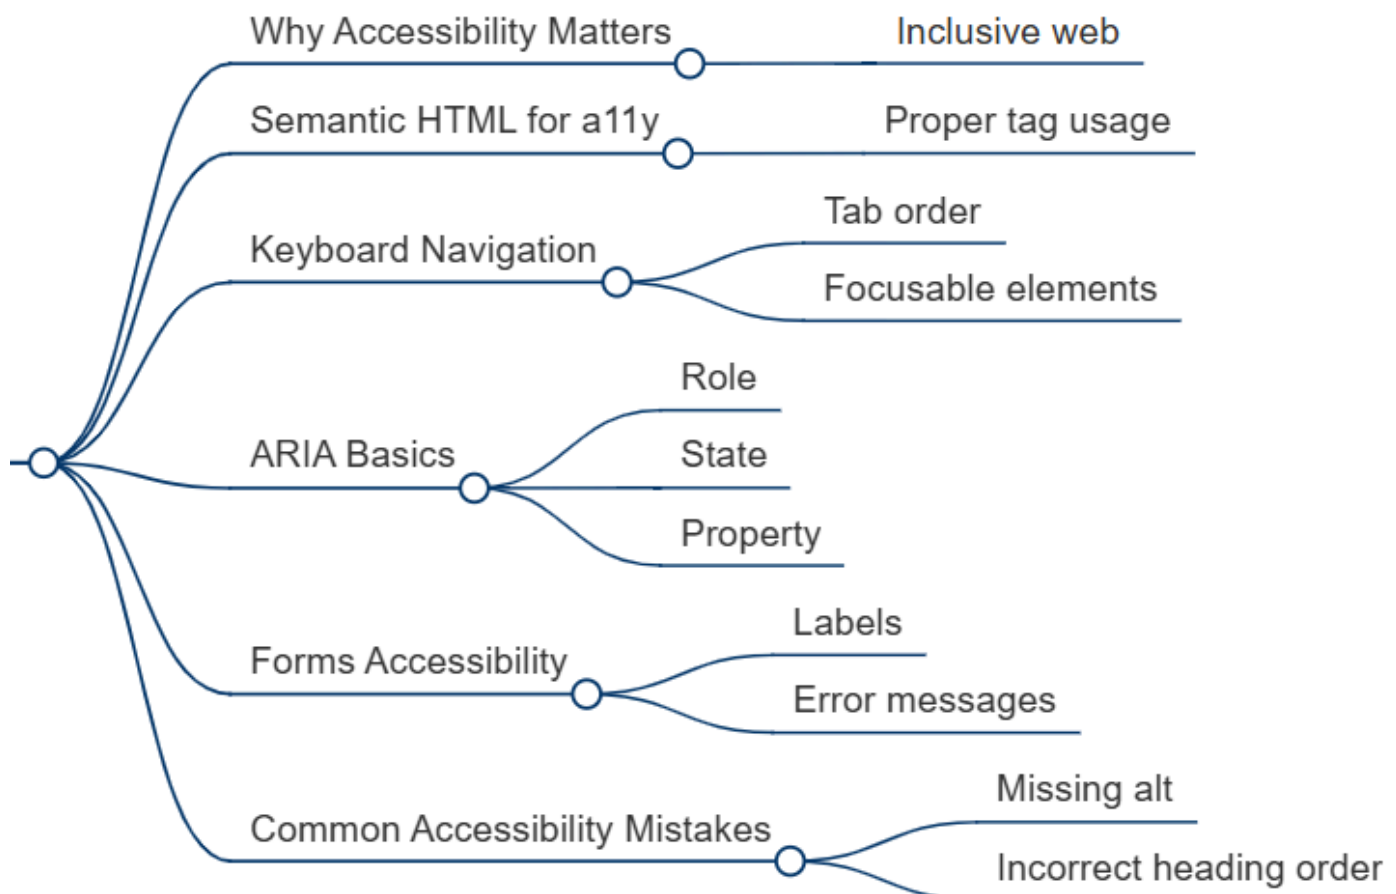 Why Accessibility Matters
Inclusive web
Semantic HTML for a11y
Proper tag usage
Keyboard Navigation
Tab order
Focusable elements
ARIA Basics
Role
State
Property
Forms Accessibility
Labels
Error messages
Common Accessibility Mistakes
Missing alt
Incorrect heading order